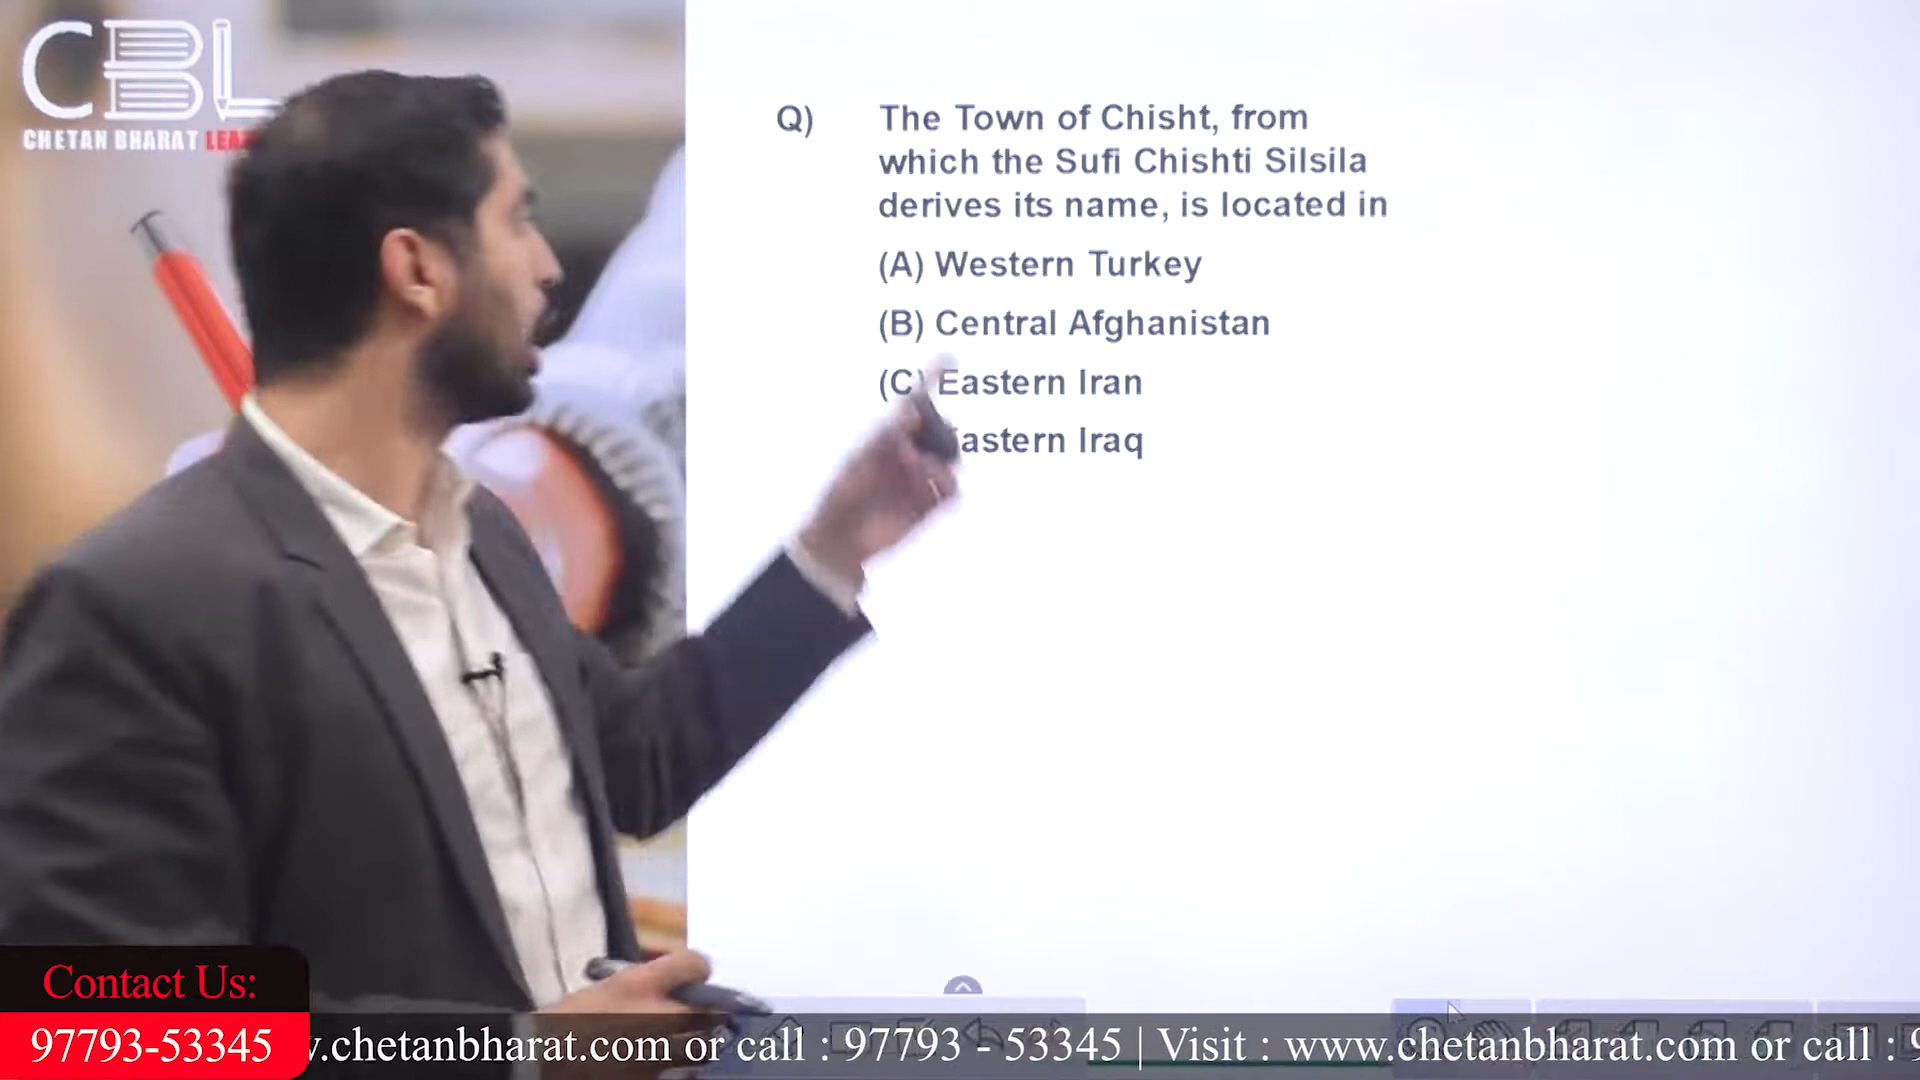 CBL
CHETAN BHARAT
Q) The Town of Chisht, from
which the Sufi Chishti Silsila
derives its name, is located in
(A) Western Turkey
(B) Central Afghanistan
(C) Eastern Iran
Eastern Iraq
Contact Us:
97793-53345
.chetanbharat.com or call : 97793 - 53345 | Visit : www.chetanbharat.com or call : 9